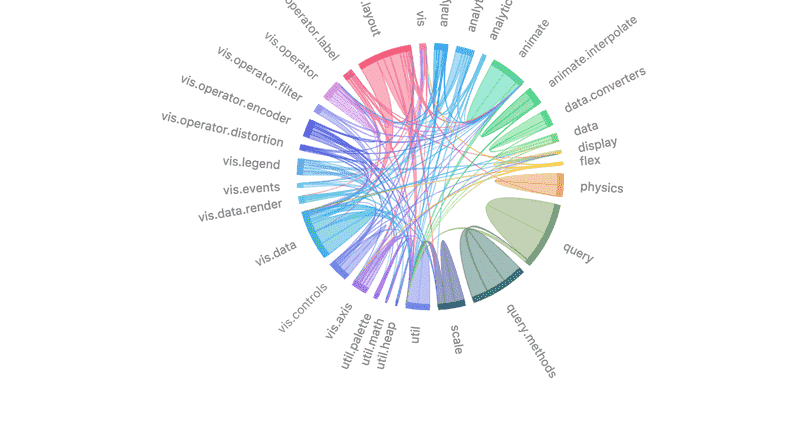 vis
animate
animate.interpolate
data.converters
data
display
flex
physics
query
query.methods
scale
util
util.heap
util.math
util.palette
vis.axis
vis.controls
vis.data
vis.data.render
vis.events
vis.legend
vis.operator.distortion
vis.operator.encoder
vis.operator.filter
vis.operator
operator.label
.layout